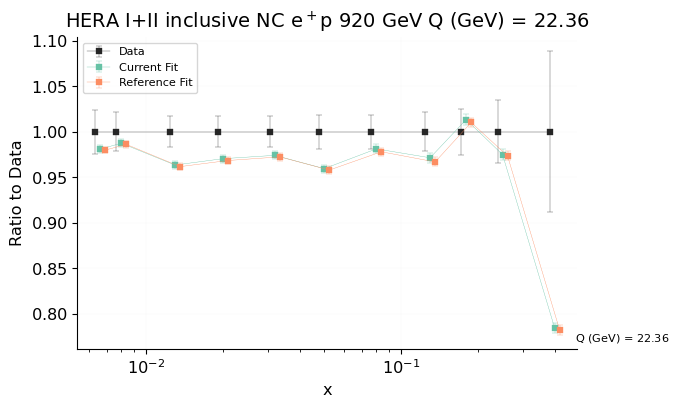 HERA I+II inclusive NC e⁺p 920 GeV Q (GeV) = 22.36
Data
Current Fit
Reference Fit
Ratio to Data
1.10
1.05
1.00
0.95
0.90
0.85
0.80
Q (GeV) = 22.36
10⁻²
10⁻¹
x